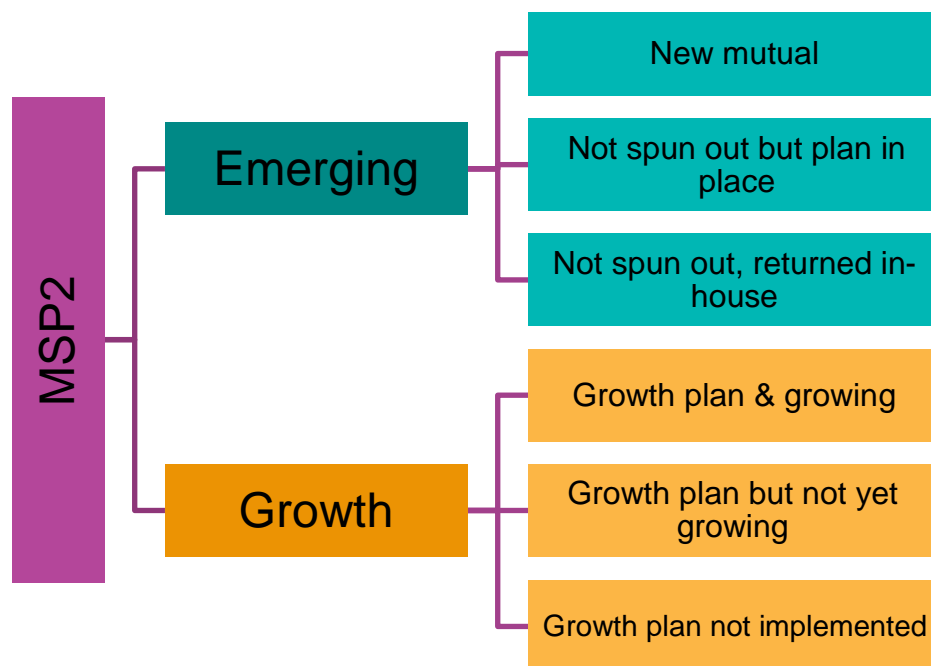 MSP2
Emerging
New mutual
Not spun out but plan in
place
Not spun out, returned in-
house
Growth
Growth plan & growing
Growth plan but not yet
growing
Growth plan not implemented